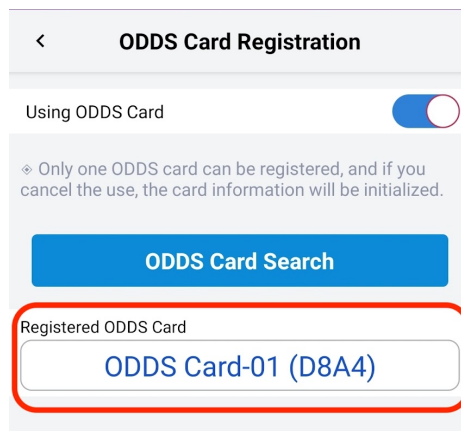 ODDS Card Registration
Using ODDS Card
◈ Only one ODDS card can be registered, and if you
cancel the use, the card information will be initialized.
ODDS Card Search
Registered ODDS Card
ODDS Card-01 (D8A4)